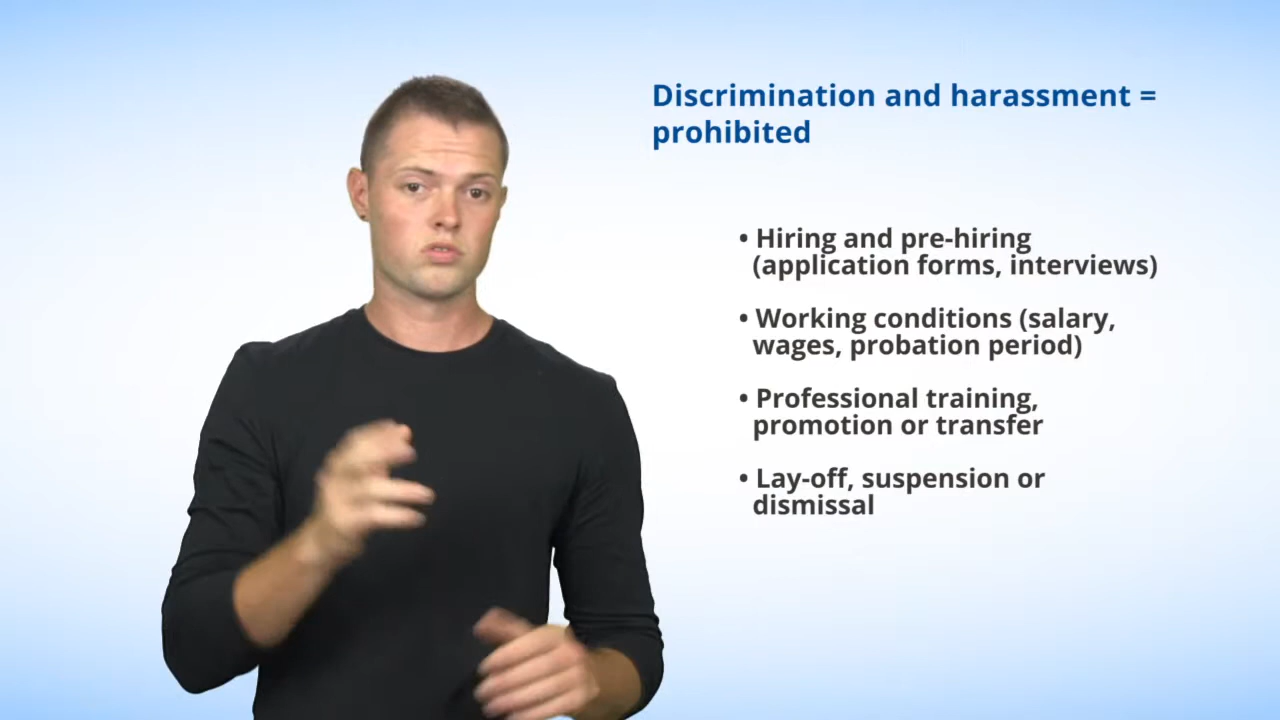 Discrimination and harassment =
prohibited
• Hiring and pre-hiring
(application forms, interviews)
• Working conditions (salary,
wages, probation period)
• Professional training,
promotion or transfer
• Lay-off, suspension or
dismissal